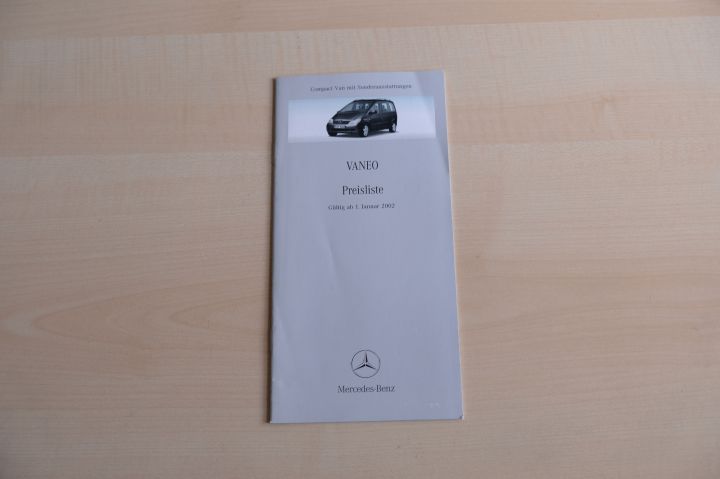 Compact Van mit Sonderausstattungen
VANEO
Preisliste
Gültig ab 1. Januar 2002
Mercedes-Benz